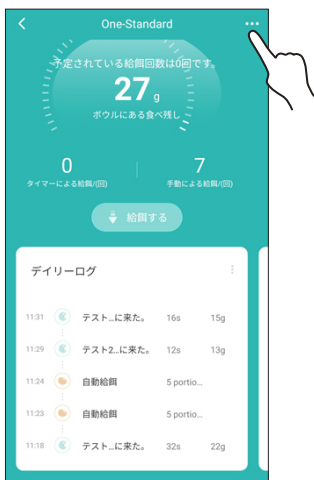 One-Standard
予定されている給餌回数は0回です。
27 g
ボウルにある食べ残し
0 7
タイマーによる給餌/(回) 手動による給餌/(回)
給餌する
デイリーログ
11:31 テスト...に来た。 16s 15g
11:29 テスト2...に来た。 12s 13g
11:24 自動給餌 5 portio...
11:23 自動給餌 5 portio...
11:18 テスト...に来た。 32s 22g